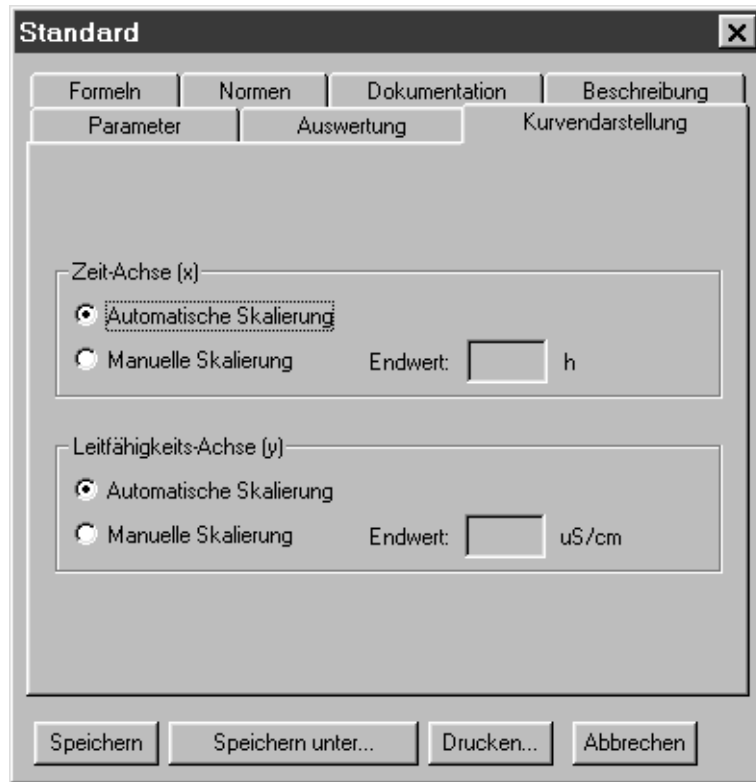 Standard
Formeln Normen Dokumentation Beschreibung
Parameter Auswertung Kurvendarstellung
Zeit-Achse (x)
Automatische Skalierung
Manuelle Skalierung Endwert: h
Leitfähigkeits-Achse (y)
Automatische Skalierung
Manuelle Skalierung Endwert: uS/cm
Speichern Speichern unter... Drucken... Abbrechen